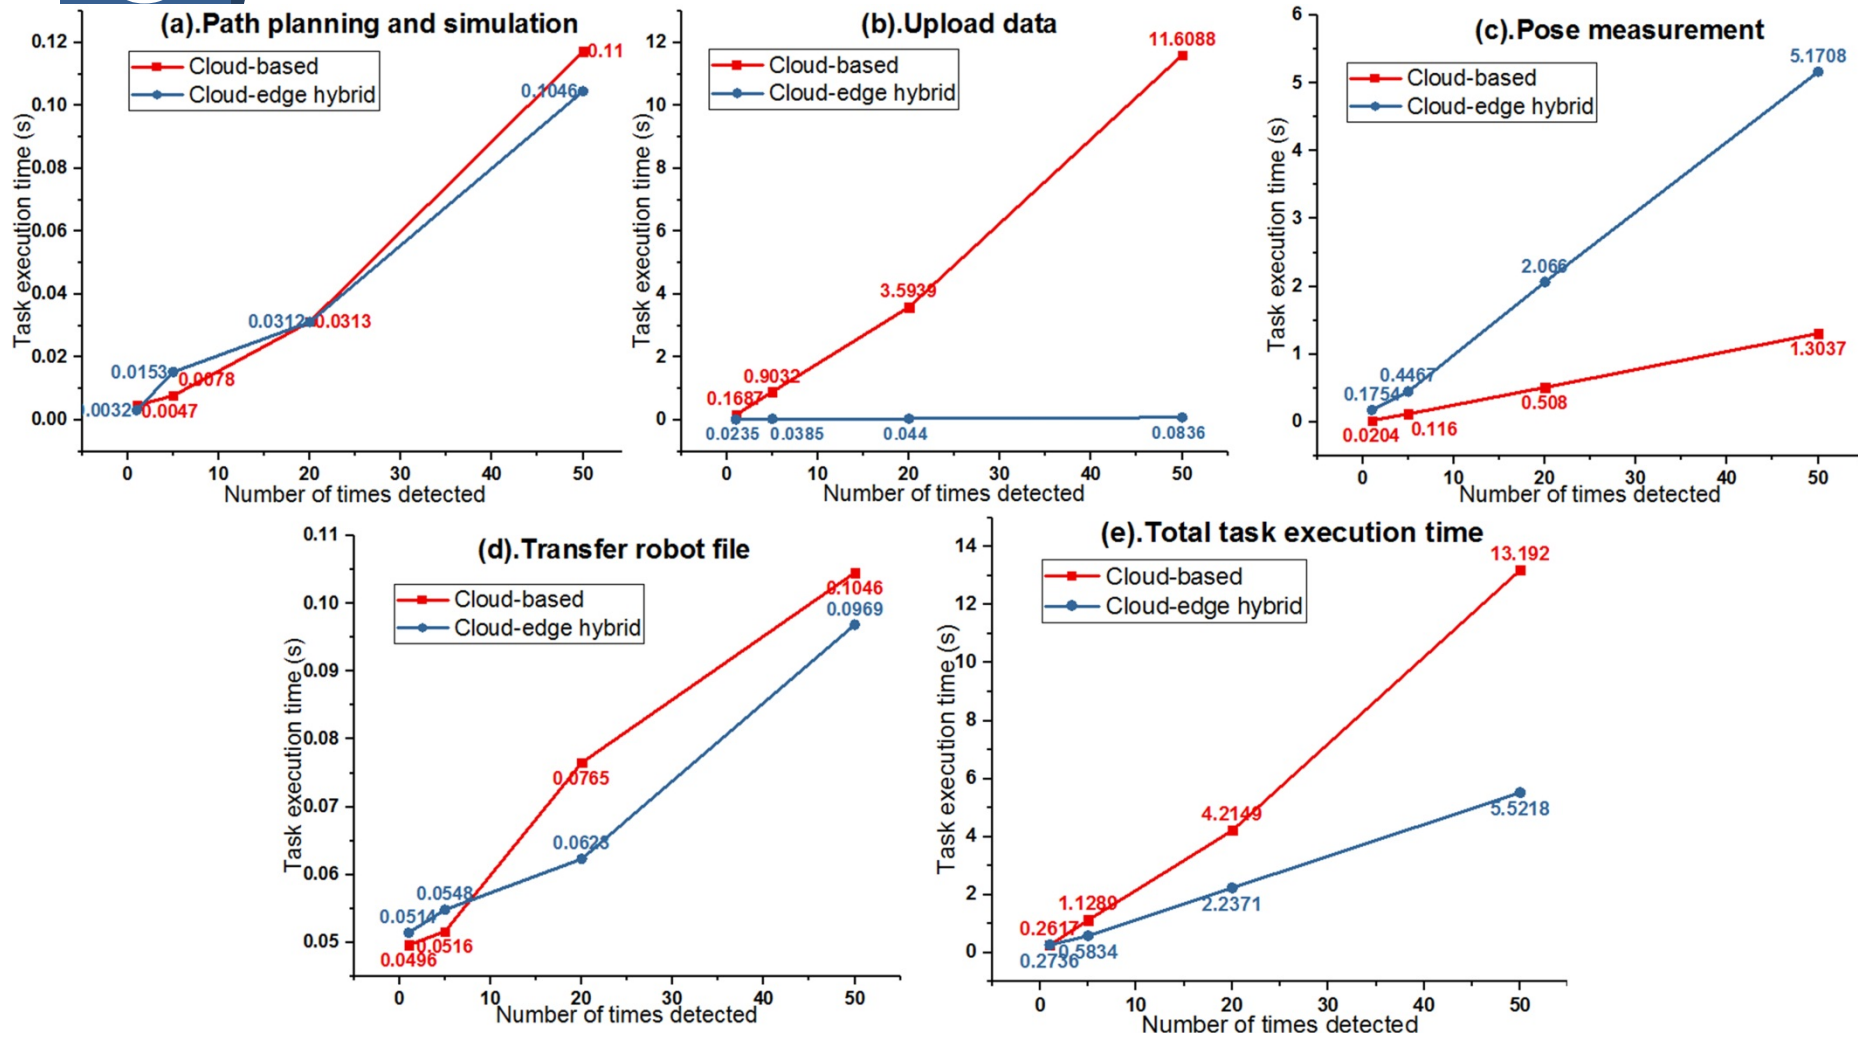 (a).Path planning and simulation
Cloud-based
Cloud-edge hybrid
0.12
0.10
0.08
0.06
0.04
0.02
0.00
Task execution time (s)
0.11
0.1046
0.0312
0.0313
0.0153
0.0078
0.0032
0.0047
0 10 20 30 40 50
Number of times detected
(b).Upload data
Cloud-based
Cloud-edge hybrid
12
10
8
6
4
2
0
Task execution time (s)
11.6088
3.5939
0.9032
0.1687
0.0235
0.0385
0.044
0.0836
0 10 20 30 40 50
Number of times detected
(c).Pose measurement
Cloud-based
Cloud-edge hybrid
6
5
4
3
2
1
0
Task execution time (s)
5.1708
2.066
0.4467
0.1754
1.3037
0.508
0.116
0.0204
0 10 20 30 40 50
Number of times detected
(d).Transfer robot file
Cloud-based
Cloud-edge hybrid
0.11
0.10
0.09
0.08
0.07
0.06
0.05
Task execution time (s)
0.1046
0.0969
0.0765
0.0623
0.0548
0.0514
0.0516
0.0496
0 10 20 30 40 50
Number of times detected
(e).Total task execution time
Cloud-based
Cloud-edge hybrid
14
12
10
8
6
4
2
0
Task execution time (s)
13.192
5.5218
4.2149
2.2371
1.1289
0.2617
0.5834
0.2736
0 10 20 30 40 50
Number of times detected